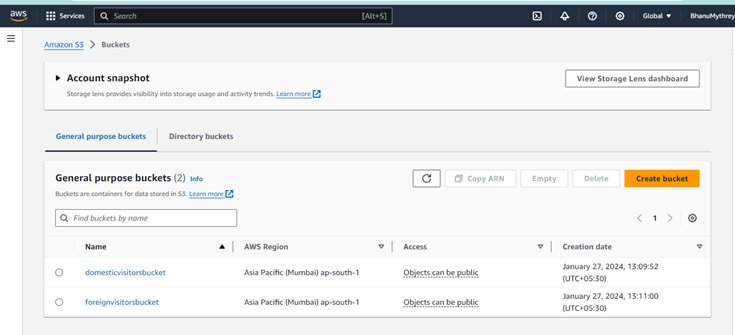 aws
Services
Search
[Alt+S]
Global
BhanuMythrey
Amazon S3 > Buckets
Account snapshot
Storage lens provides visibility into storage usage and activity trends. Learn more
View Storage Lens dashboard
General purpose buckets
Directory buckets
General purpose buckets (2) Info
Buckets are containers for data stored in S3. Learn more
Copy ARN
Empty
Delete
Create bucket
Find buckets by name
1
Name
AWS Region
Access
Creation date
domesticvisitorsbucket
Asia Pacific (Mumbai) ap-south-1
Objects can be public
January 27, 2024, 13:09:52
(UTC+05:30)
foreignvisitorsbucket
Asia Pacific (Mumbai) ap-south-1
Objects can be public
January 27, 2024, 13:11:00
(UTC+05:30)